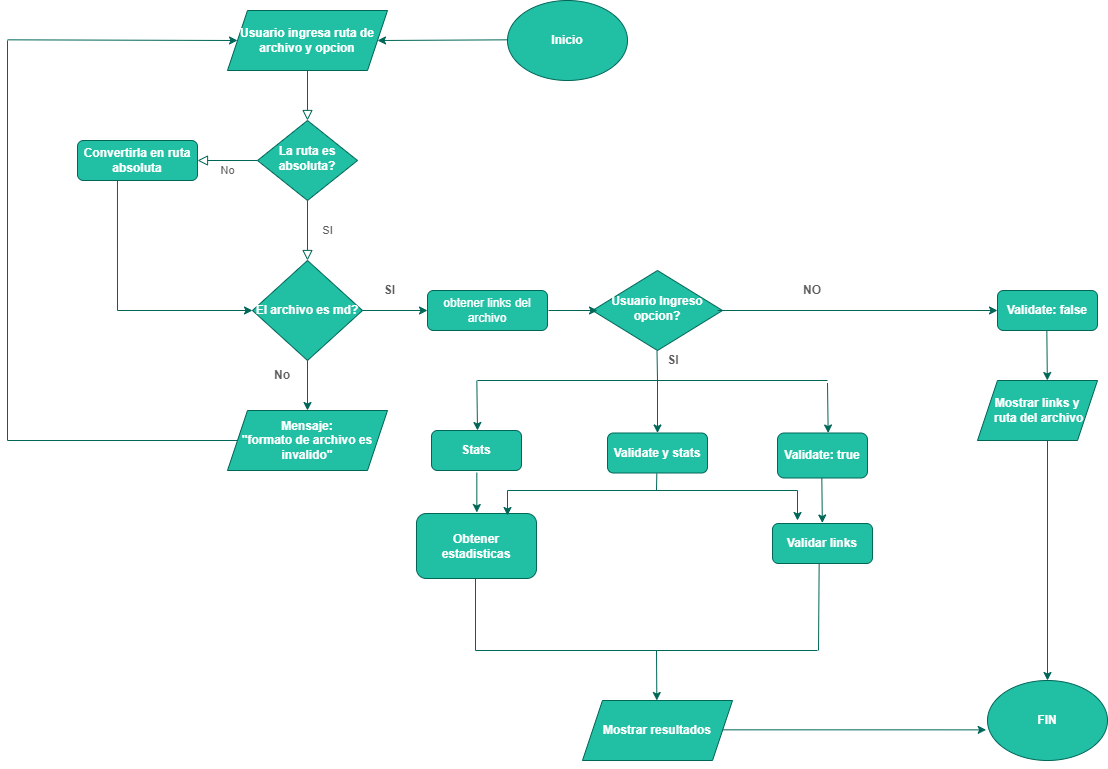 Usuario ingresa ruta de
archivo y opcion
Inicio
La ruta es
absoluta?
Convertirla en ruta
absoluta
No
SI
El archivo es md?
SI
obtener links del
archivo
Usuario Ingreso
opcion?
NO
Validate: false
SI
No
Mensaje:
"formato de archivo es
invalido"
Mostrar links y
ruta del archivo
Stats
Validate y stats
Validate: true
Obtener
estadisticas
Validar links
Mostrar resultados
FIN